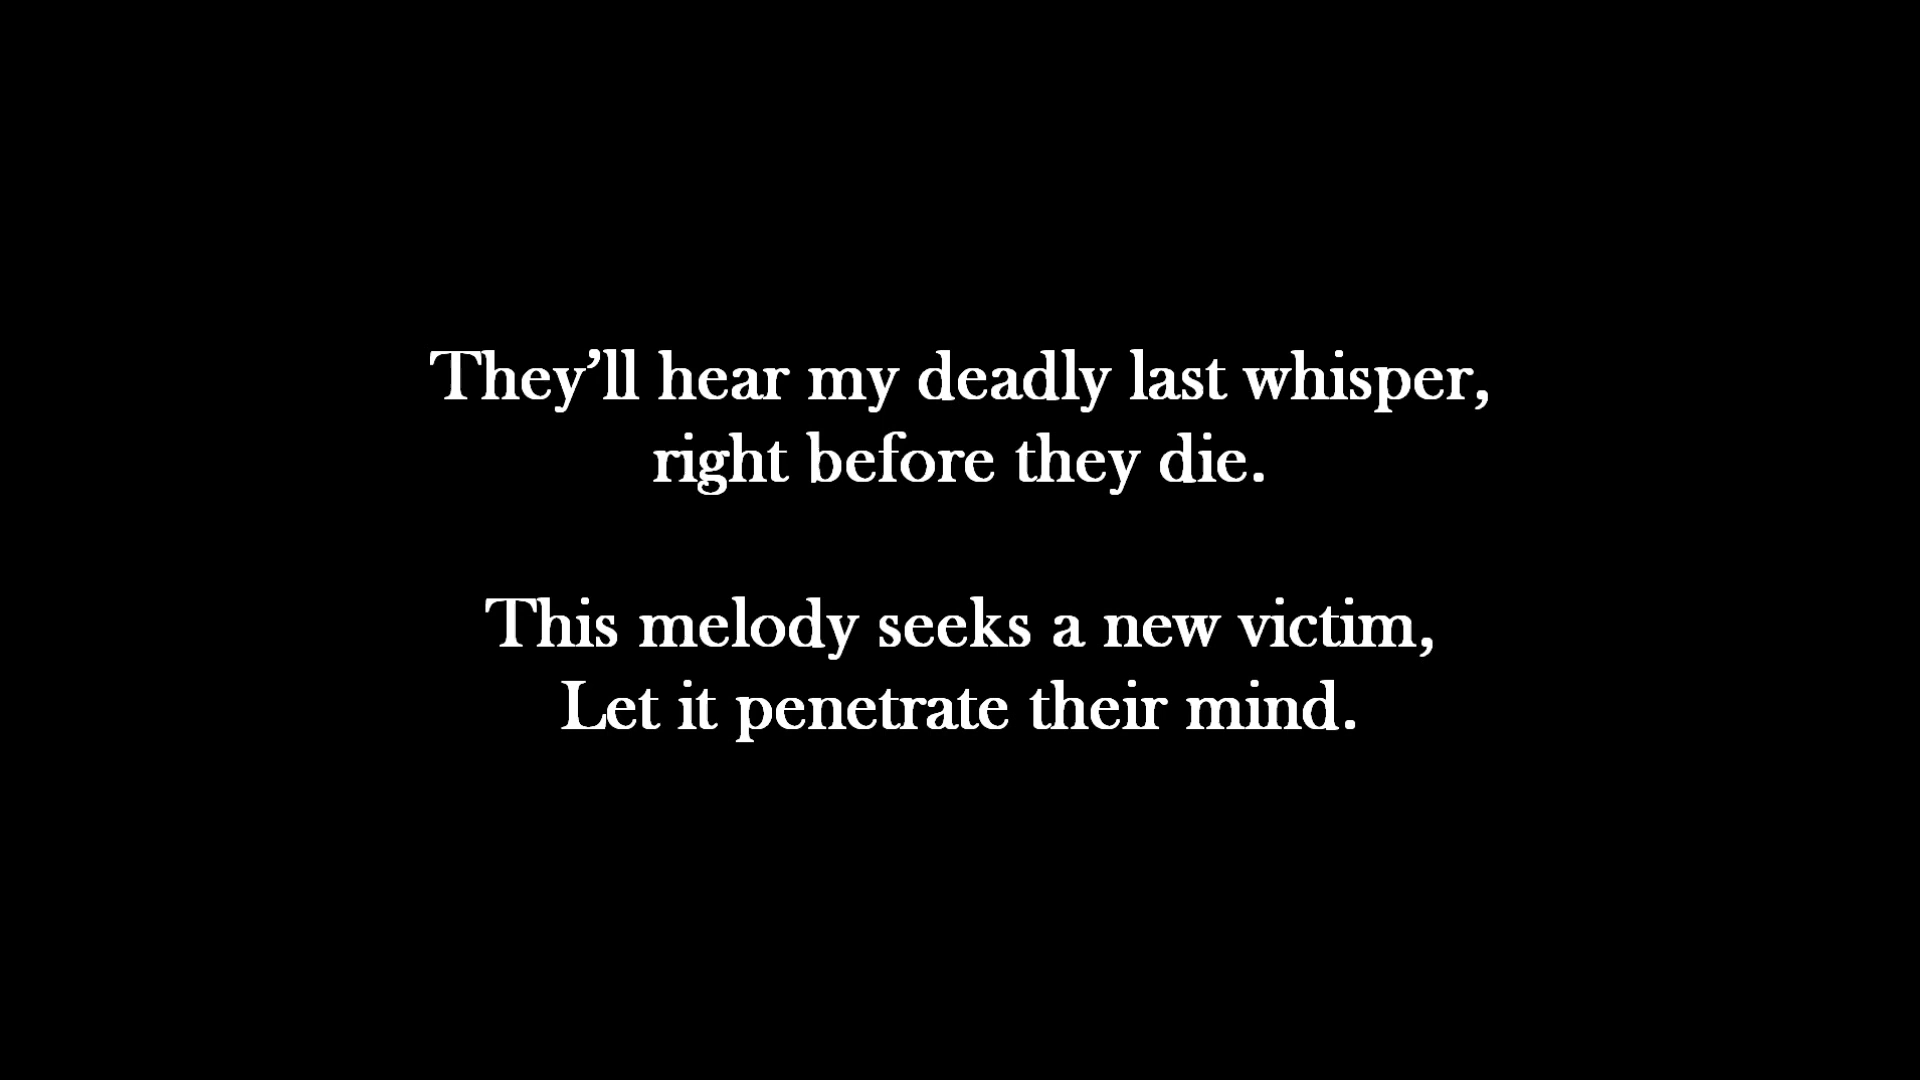 They’ll hear my deadly last whisper,
right before they die.
This melody seeks a new victim,
Let it penetrate their mind.